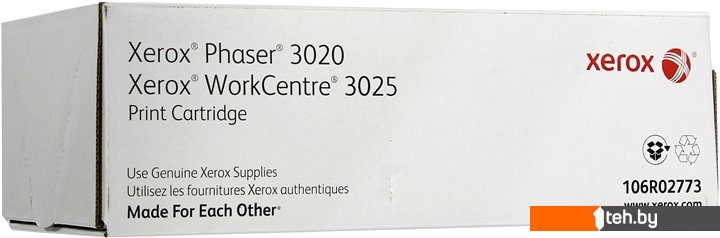 Xerox® Phaser® 3020
Xerox® WorkCentre® 3025
Print Cartridge
xerox
Use Genuine Xerox Supplies
Utilisez les fournitures Xerox authentiques
Made For Each Other®
106R02773
www.xerox.com
1teh.by